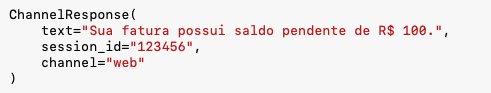 ChannelResponse(
    text="Sua fatura possui saldo pendente de R$ 100.",
    session_id="123456",
    channel="web"
)